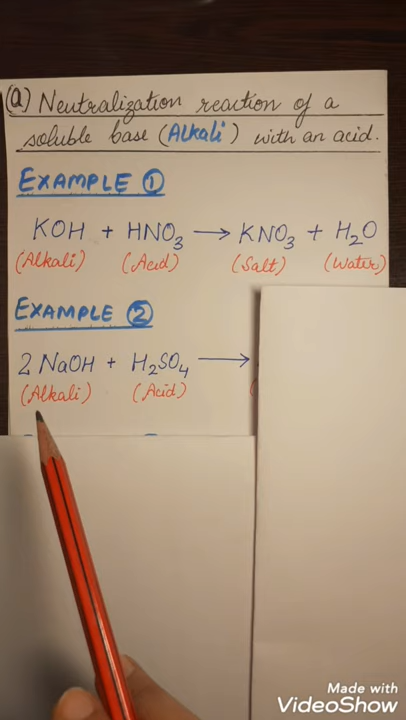 (a) Neutralization reaction of a
soluble base (Alkali) with an acid.
EXAMPLE ①
KOH + HNO₃ → KNO₃ + H₂O
(Alkali) (Acid) (Salt) (Water)
EXAMPLE ②
2 NaOH + H₂SO₄ →
(Alkali) (Acid) (
Made with
VideoShow